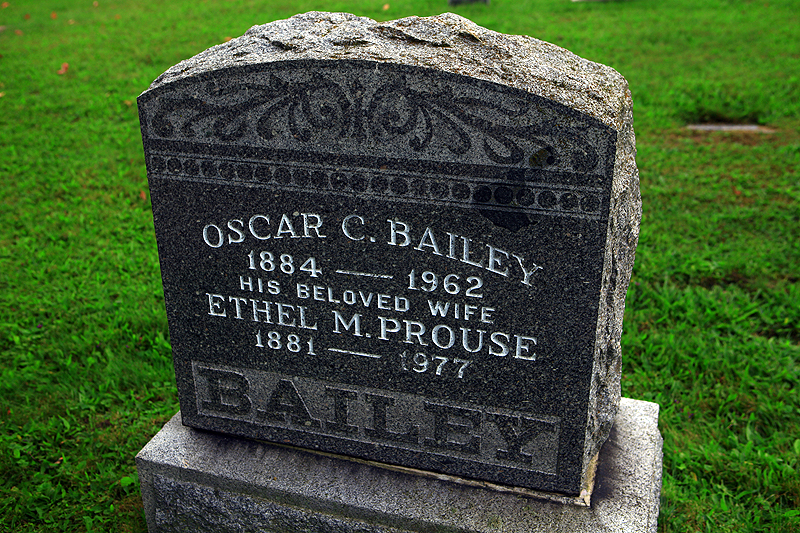 OSCAR C. BAILEY
1884 — 1962
HIS BELOVED WIFE
ETHEL M. PROUSE
1881 — 1977
BAILEY